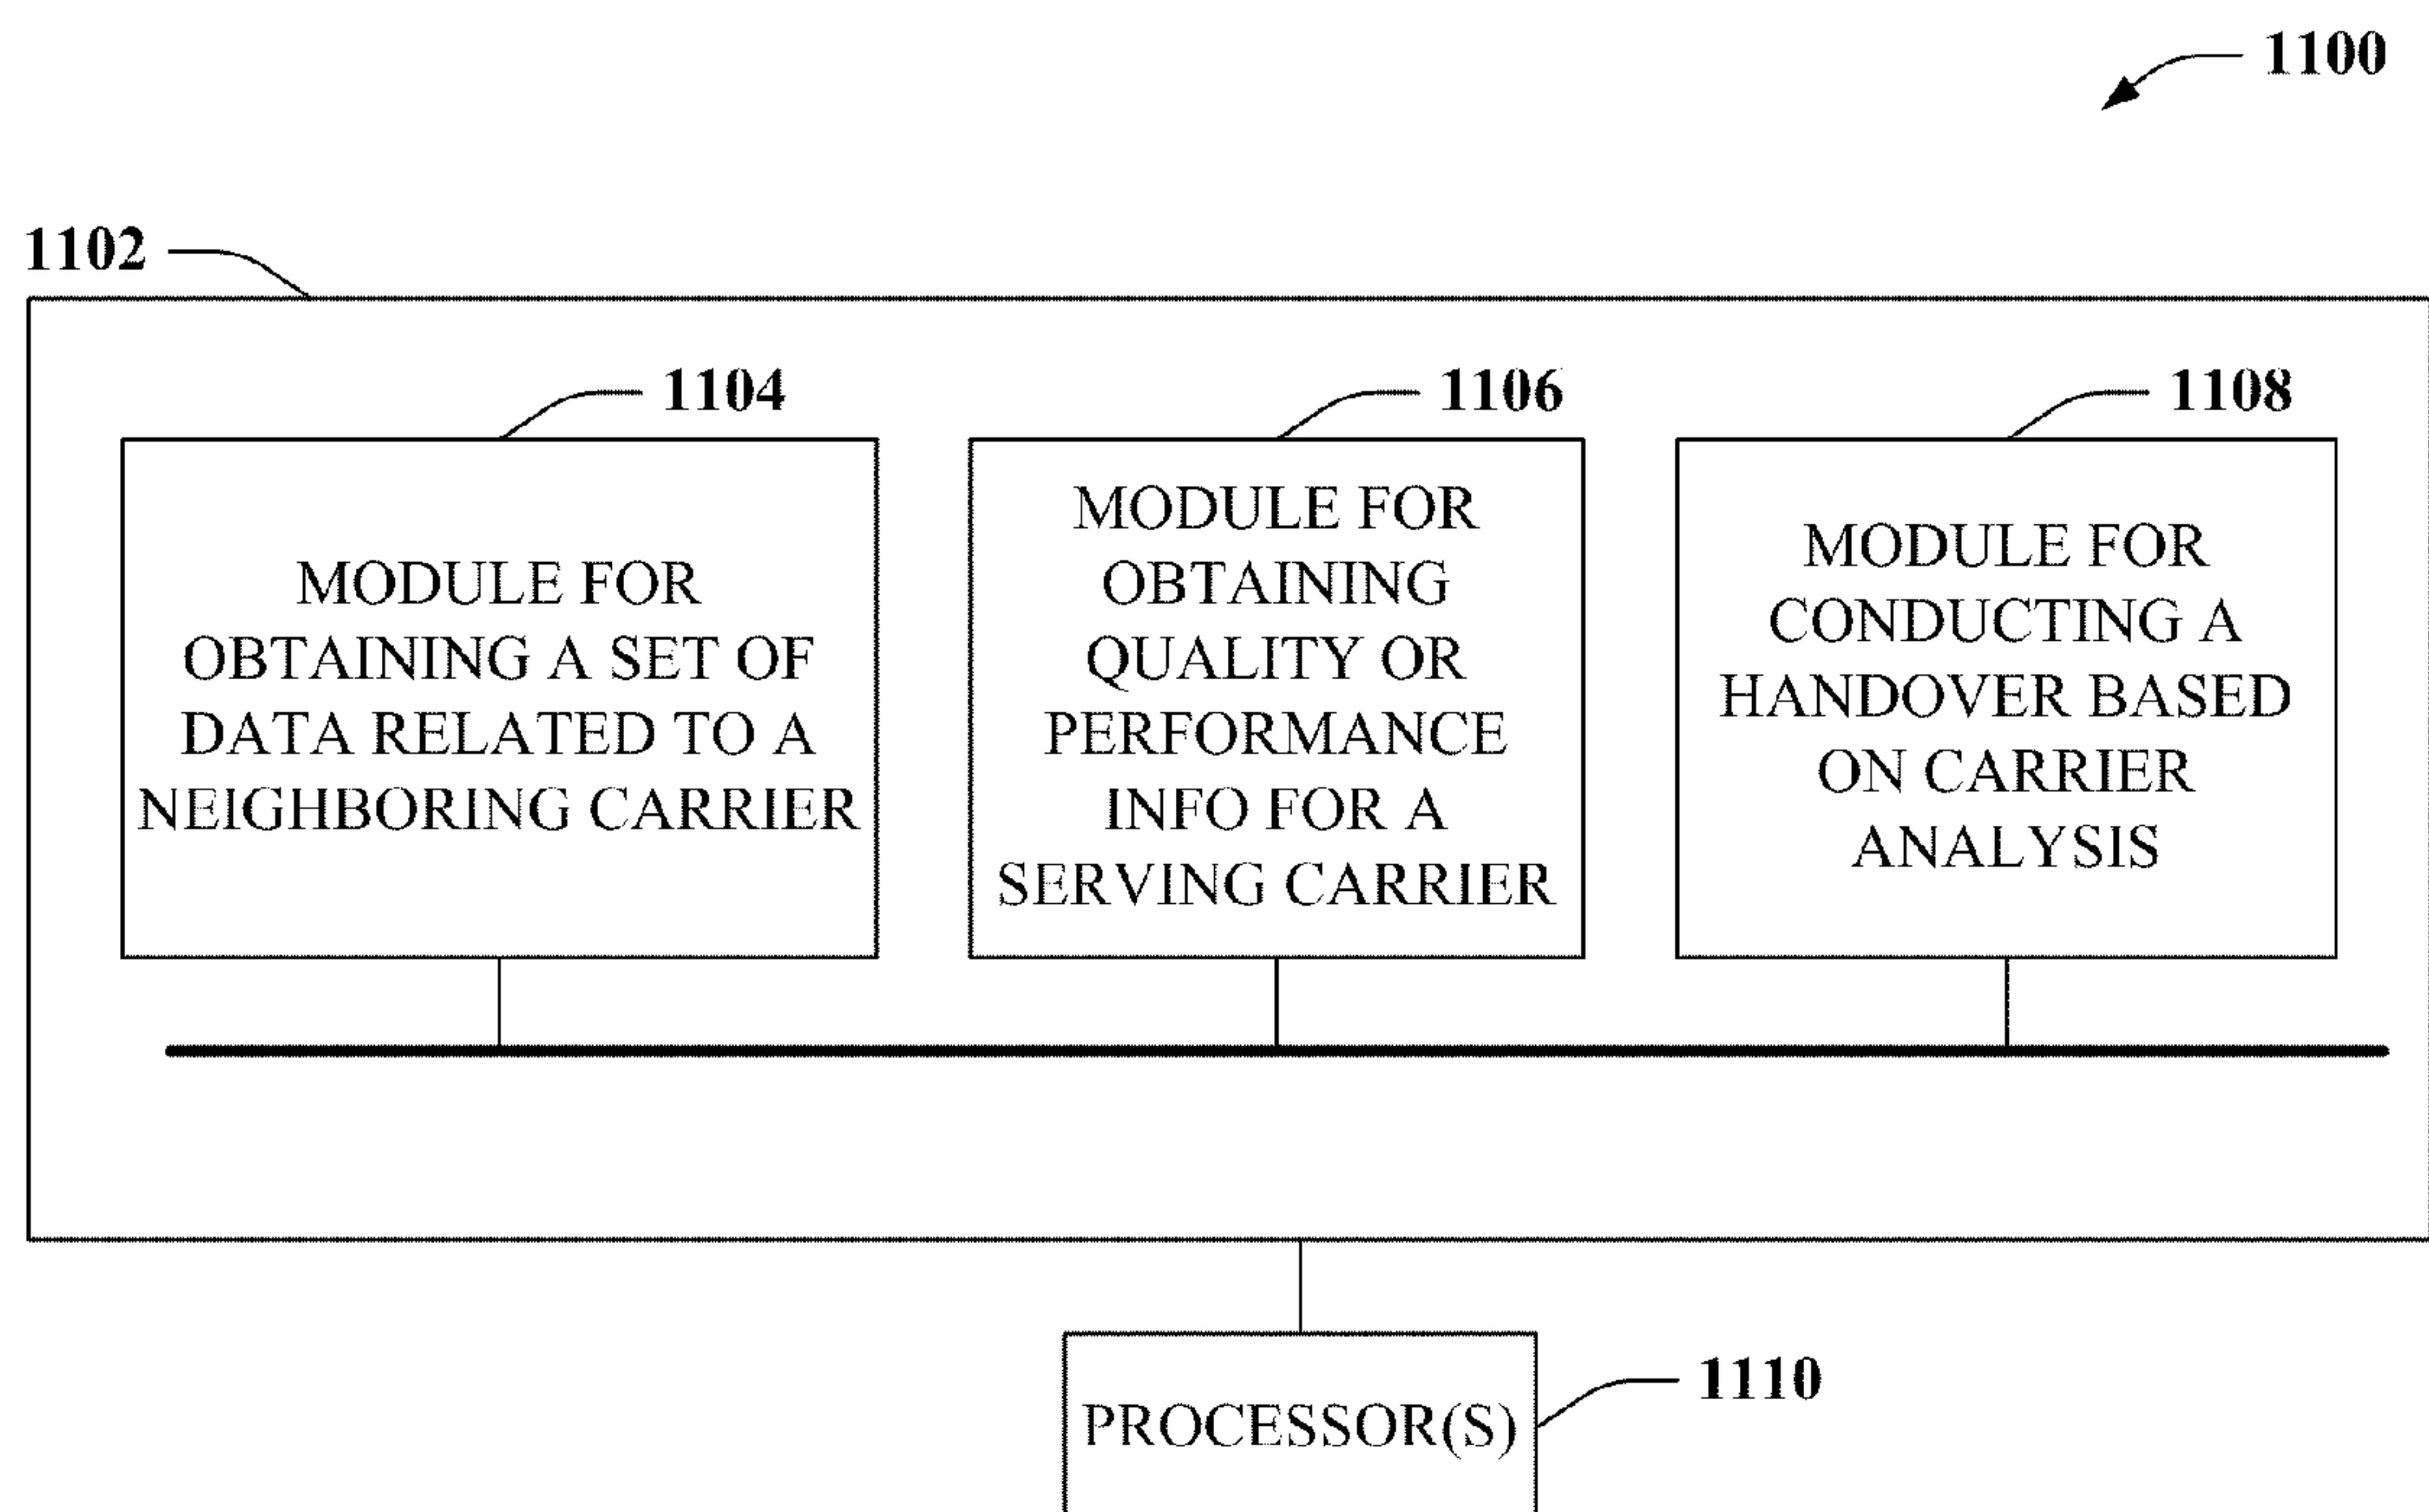 1100
1102
1104
MODULE FOR
OBTAINING A SET OF
DATA RELATED TO A
NEIGHBORING CARRIER
1106
MODULE FOR
OBTAINING
QUALITY OR
PERFORMANCE
INFO FOR A
SERVING CARRIER
1108
MODULE FOR
CONDUCTING A
HANDOVER BASED
ON CARRIER
ANALYSIS
PROCESSOR(S)
1110